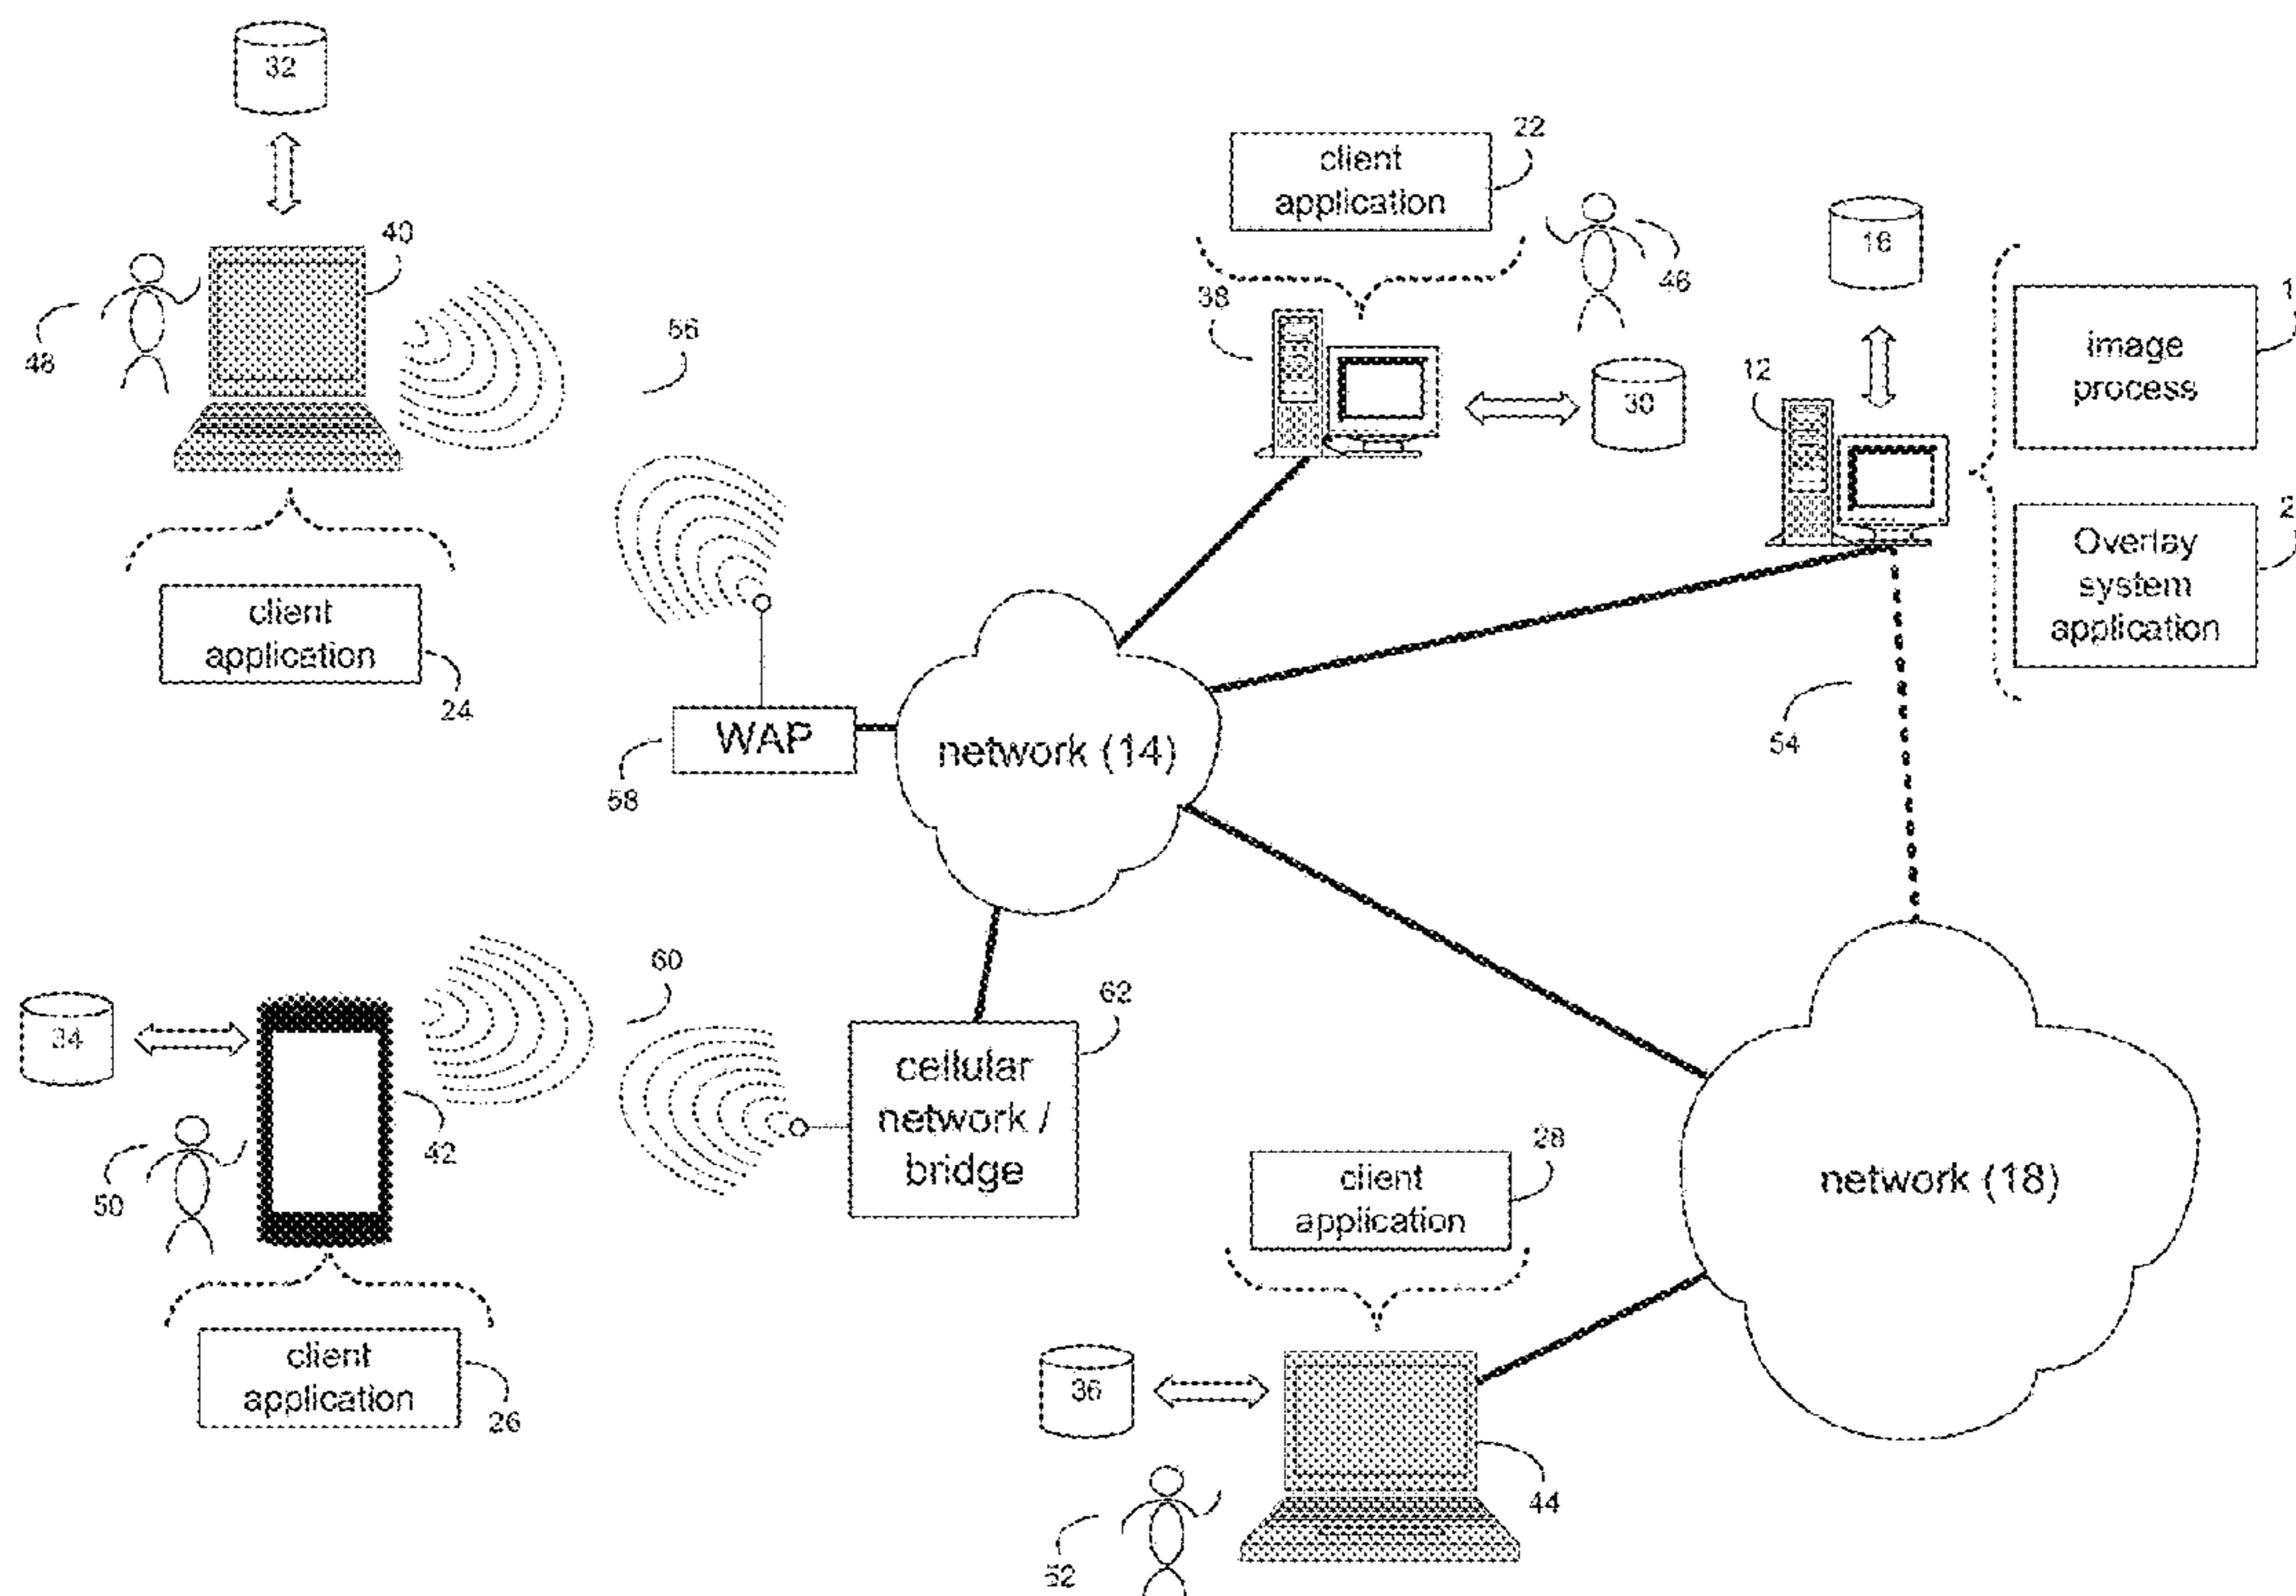 32
40
48
56
client
application
24
WAP
58
22
client
application
46
38
30
16
12
image
process
1
Overlay
system
application
2
54
network (14)
34
60
42
50
62
cellular
network /
bridge
client
application
26
28
client
application
36
44
52
network (18)